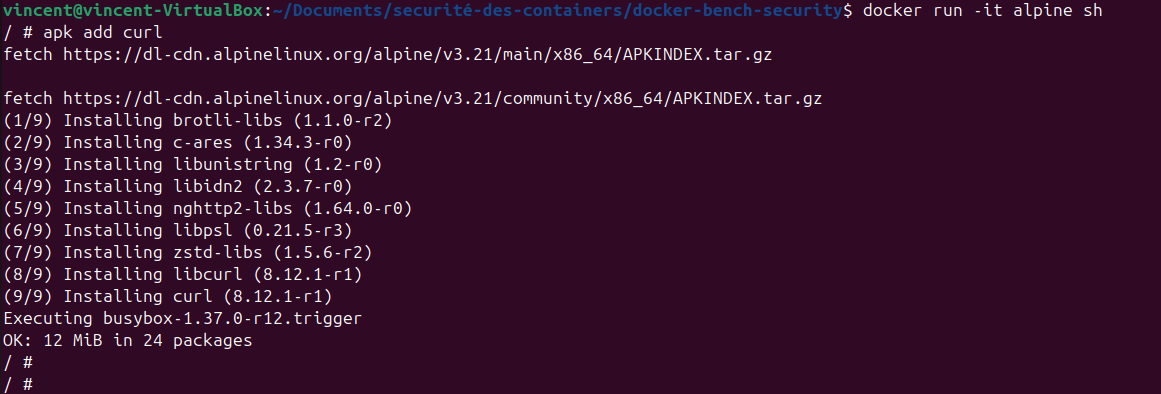 vincent@vincent-VirtualBox:~/Documents/securité-des-containers/docker-bench-security$ docker run -it alpine sh
/ # apk add curl
fetch https://dl-cdn.alpinelinux.org/alpine/v3.21/main/x86_64/APKINDEX.tar.gz
fetch https://dl-cdn.alpinelinux.org/alpine/v3.21/community/x86_64/APKINDEX.tar.gz
(1/9) Installing brotli-libs (1.1.0-r2)
(2/9) Installing c-ares (1.34.3-r0)
(3/9) Installing libunistring (1.2-r0)
(4/9) Installing libidn2 (2.3.7-r0)
(5/9) Installing nghttp2-libs (1.64.0-r0)
(6/9) Installing libpsl (0.21.5-r3)
(7/9) Installing zstd-libs (1.5.6-r2)
(8/9) Installing libcurl (8.12.1-r1)
(9/9) Installing curl (8.12.1-r1)
Executing busybox-1.37.0-r12.trigger
OK: 12 MiB in 24 packages
/ #
/ #